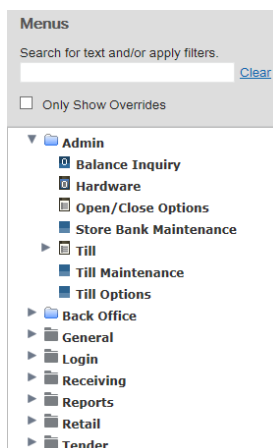 Menus
Search for text and/or apply filters.
Clear
Only Show Overrides
Admin
Balance Inquiry
Hardware
Open/Close Options
Store Bank Maintenance
Till
Till Maintenance
Till Options
Back Office
General
Login
Receiving
Reports
Retail
Tender